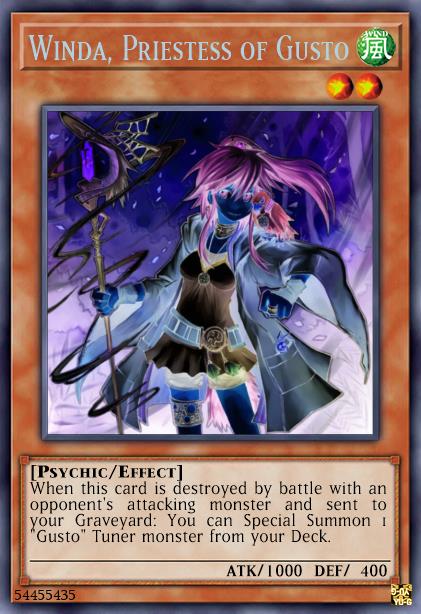 WINDA, PRIESTESS OF GUSTO
WIND
風
[PSYCHIC/EFFECT]
When this card is destroyed by battle with an
opponent's attacking monster and sent to
your Graveyard: You can Special Summon 1
"Gusto" Tuner monster from your Deck.
ATK/1000 DEF/ 400
54455435